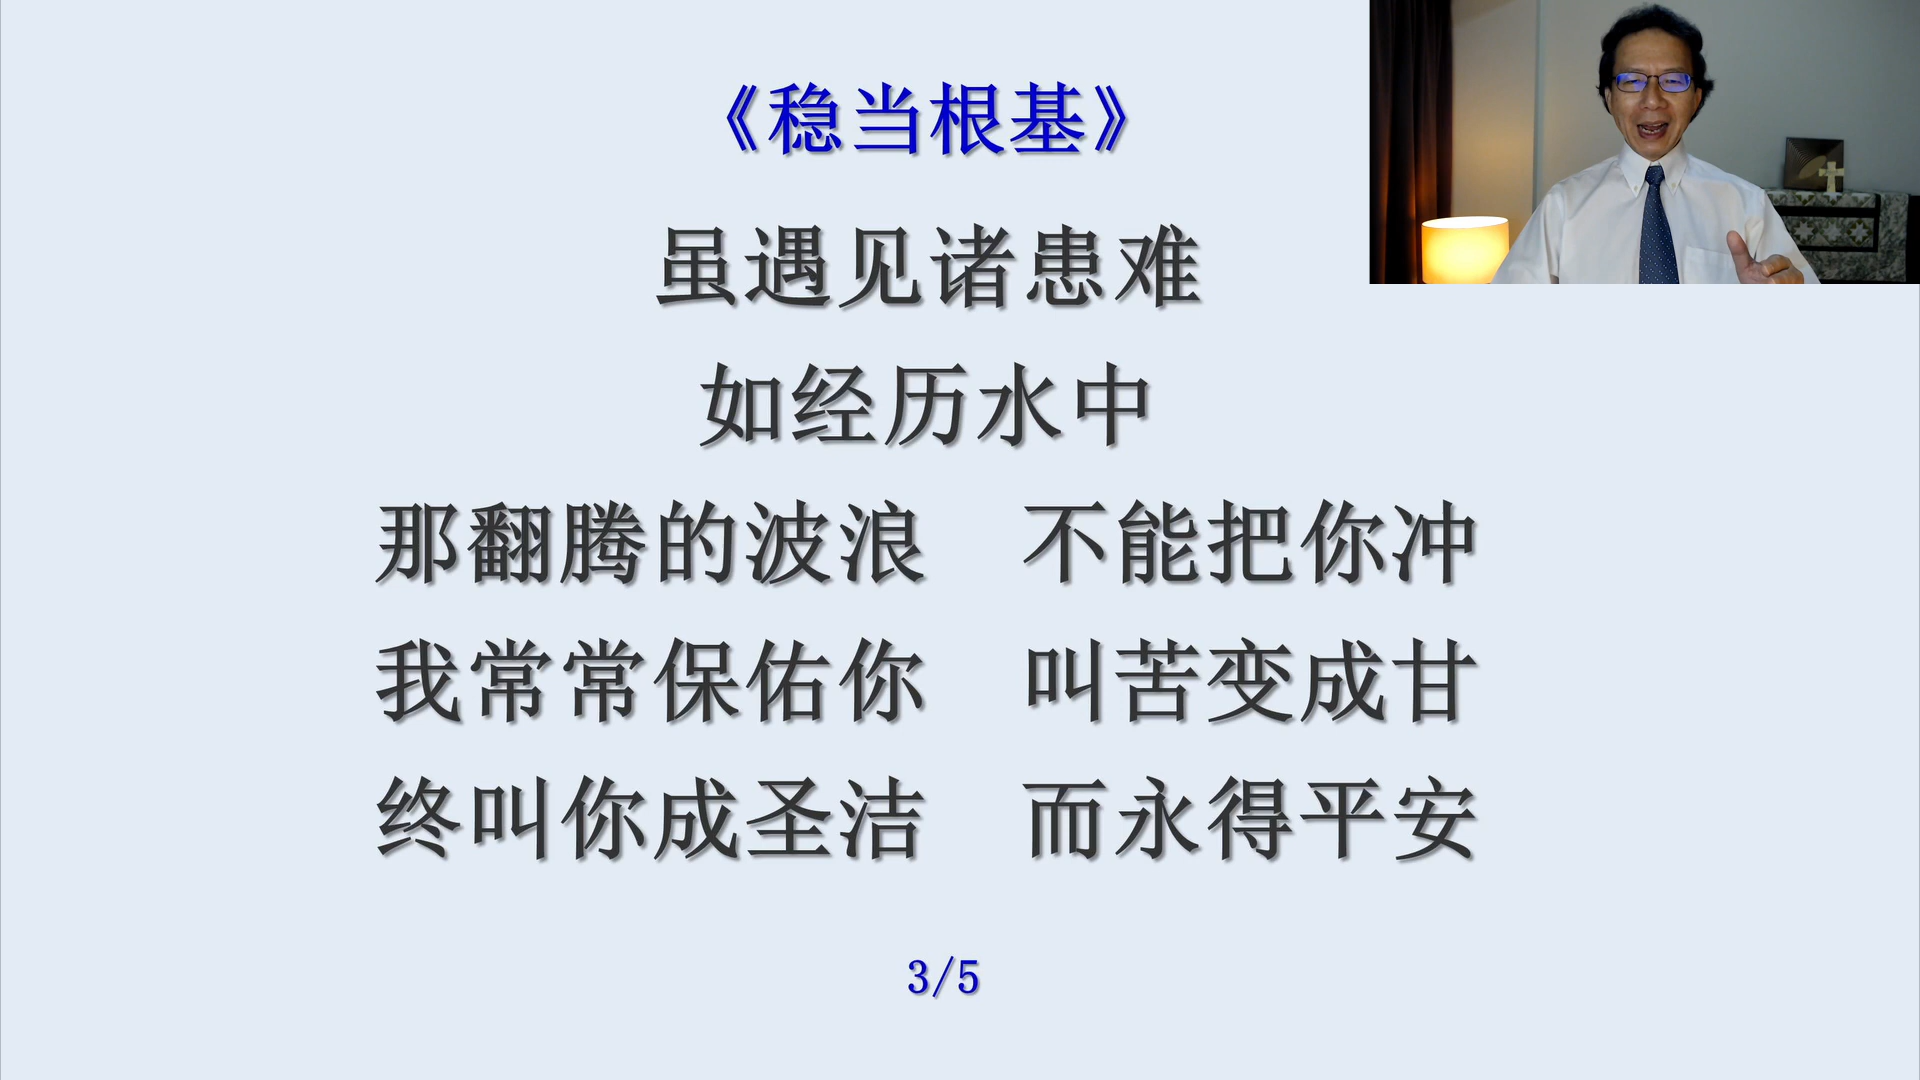 《稳当根基》
虽遇见诸患难
如经历水中
那翻腾的波浪　不能把你冲
我常常保佑你　叫苦变成甘
终叫你成圣洁　而永得平安
3/5